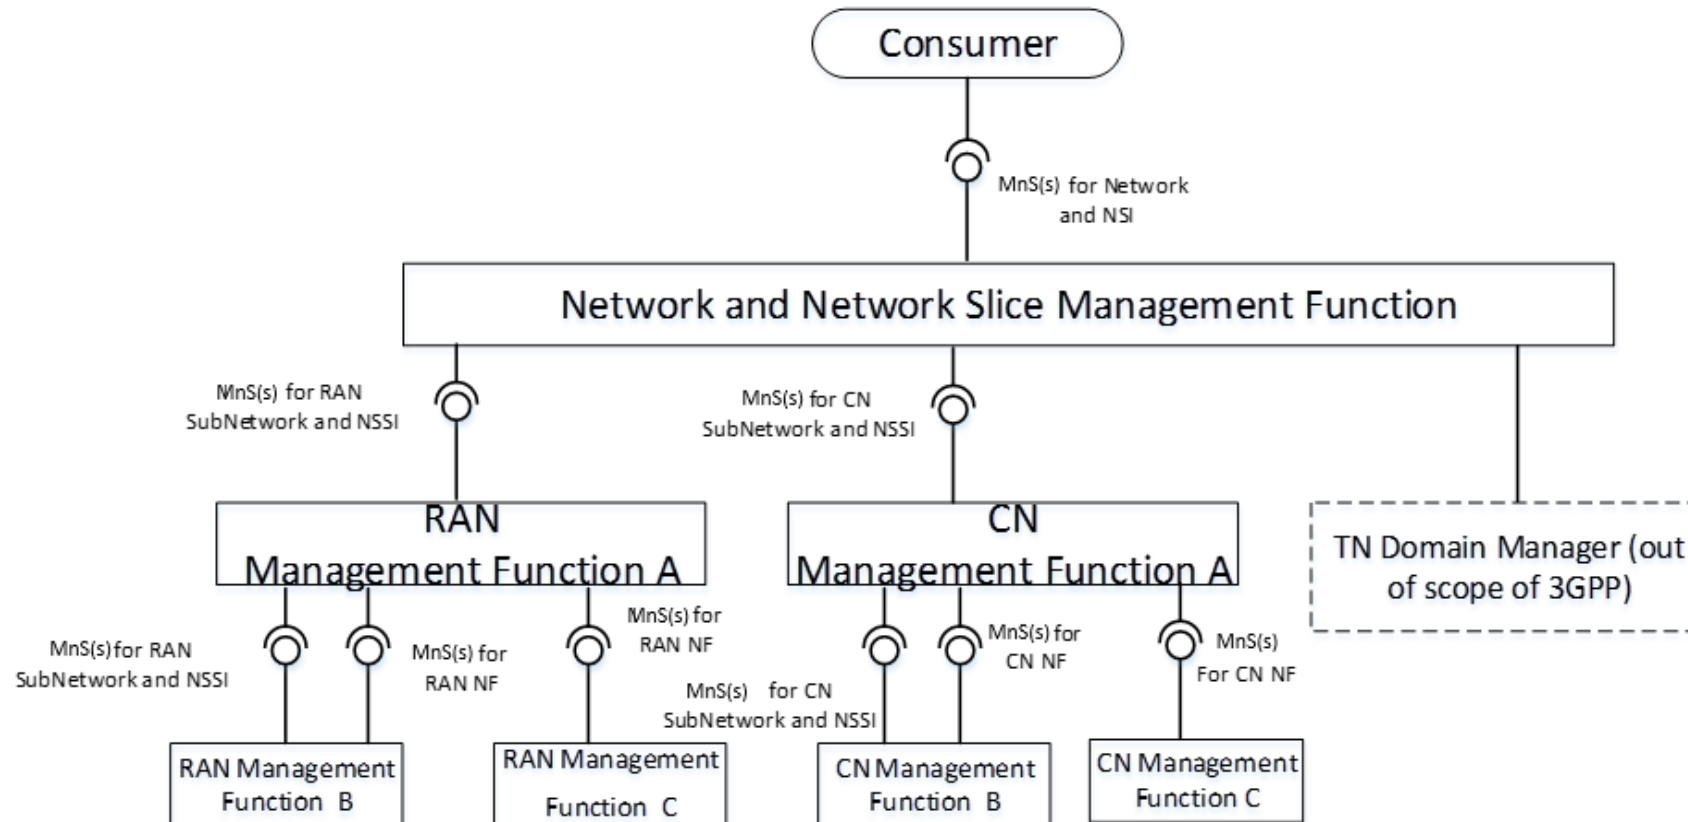 Consumer
MnS(s) for Network
and NSI
Network and Network Slice Management Function
MnS(s) for RAN
SubNetwork and NSSI
MnS(s) for CN
SubNetwork and NSSI
RAN
Management Function A
CN
Management Function A
TN Domain Manager (out
of scope of 3GPP)
MnS(s) for RAN
SubNetwork and NSSI
MnS(s) for
RAN NF
MnS(s) for
RAN NF
MnS(s) for CN
SubNetwork and NSSI
MnS(s) for
CN NF
MnS(s)
For CN NF
RAN Management
Function B
RAN Management
Function C
CN Management
Function B
CN Management
Function C